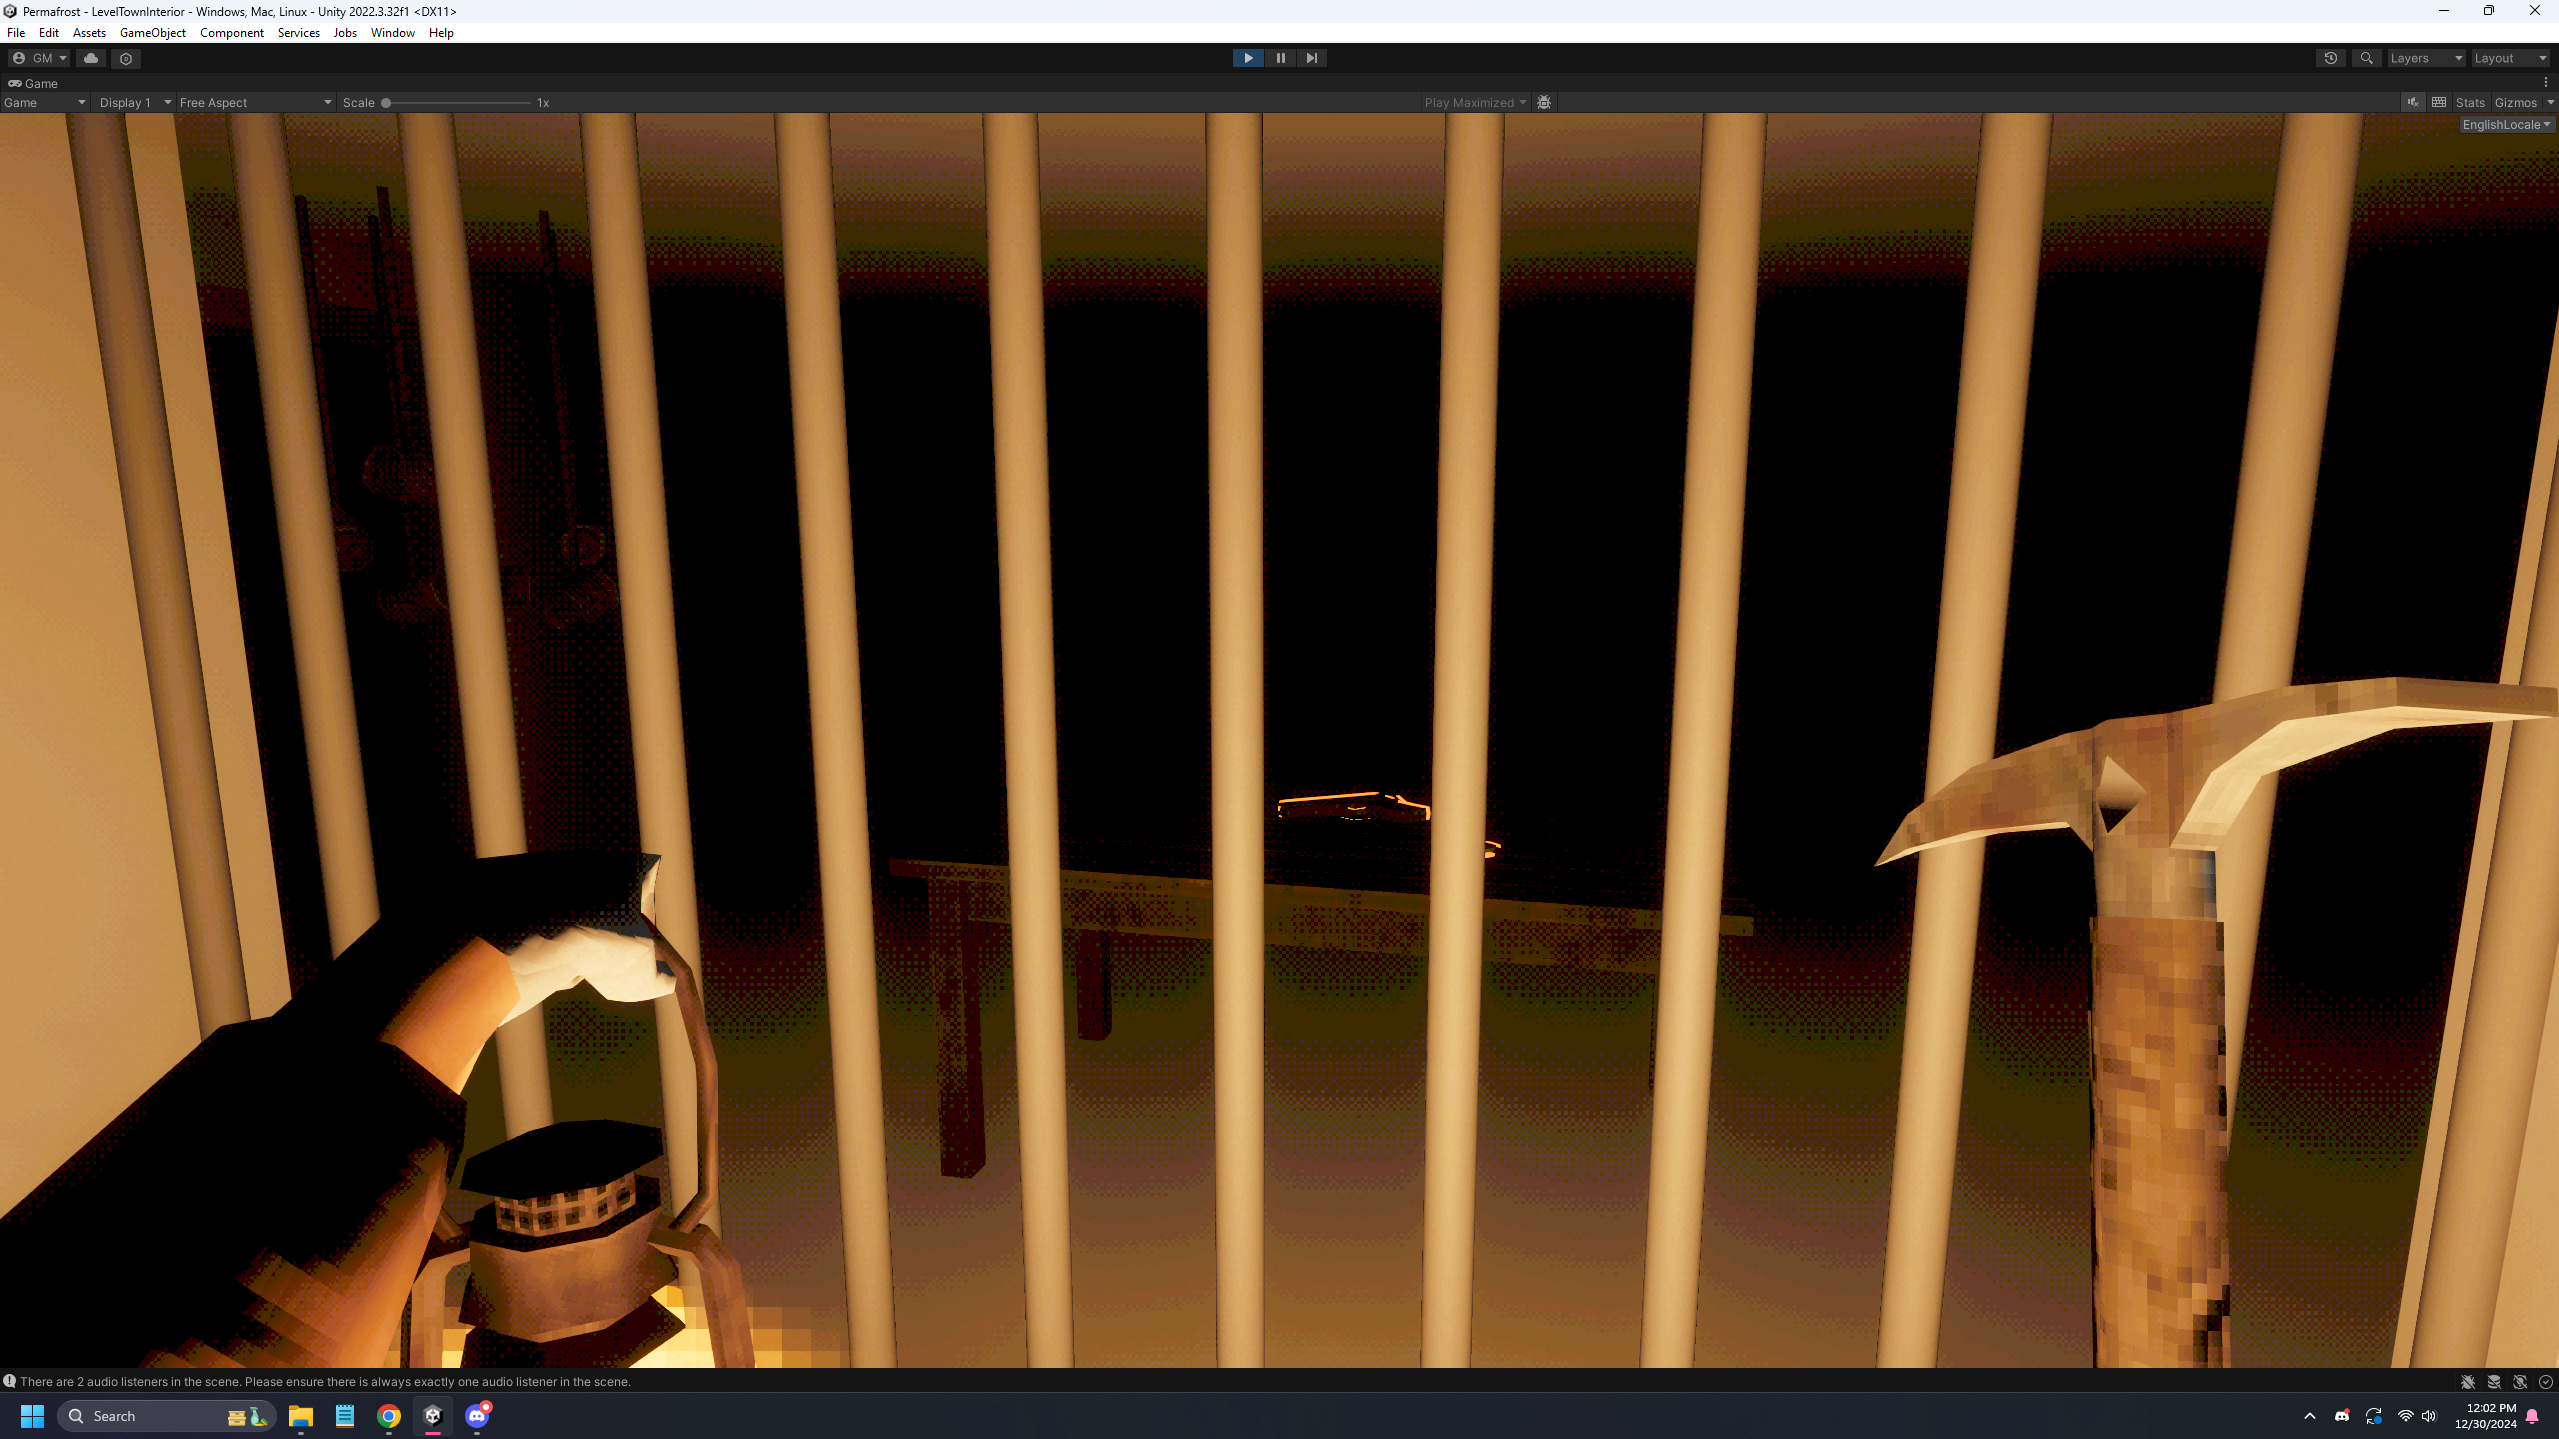 Permafrost - LevelTownInterior - Windows, Mac, Linux - Unity 2022.3.32f1 <DX11>
File Edit Assets GameObject Component Services Jobs Window Help
GM Layers Layout
Game
Game Display 1 Free Aspect Scale 1x Play Maximized Stats Gizmos
EnglishLocale
There are 2 audio listeners in the scene. Please ensure there is always exactly one audio listener in the scene.
Search 12:02 PM
12/30/2024